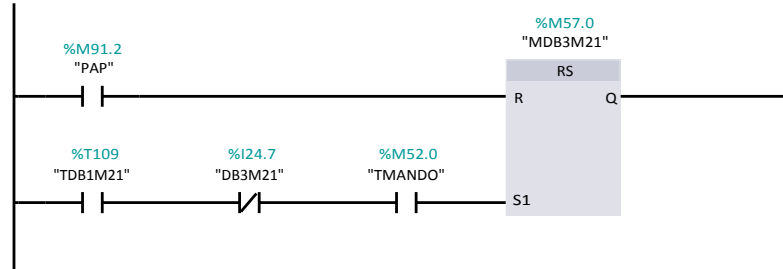 %M57.0
"MDB3M21"
%M91.2
"PAP"
RS
R
Q
%T109
"TDB1M21"
%I24.7
"DB3M21"
%M52.0
"TMANDO"
S1